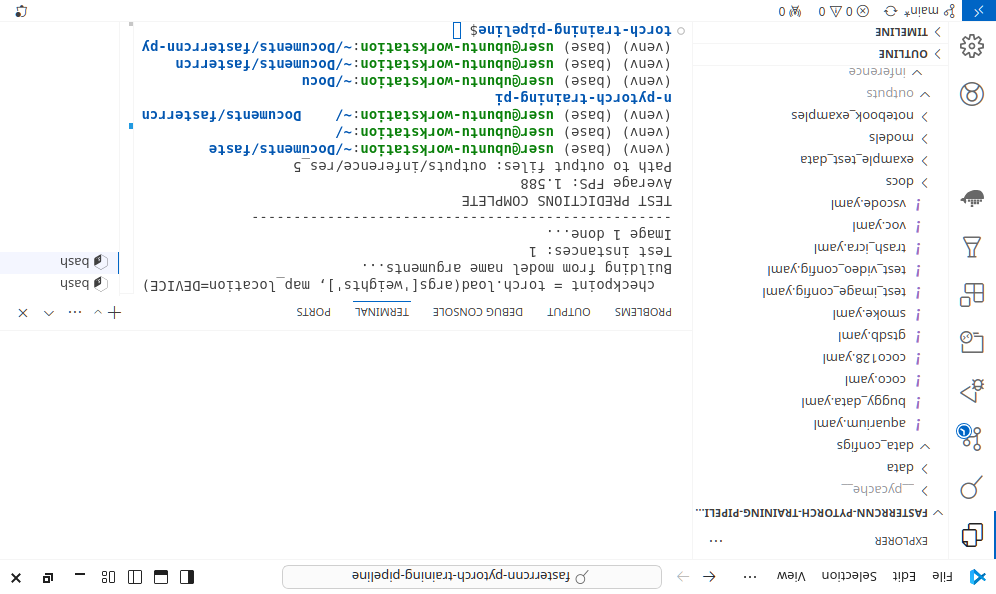 File Edit Selection View ...
fasterrcnn-pytorch-training-pipeline
EXPLORER
FASTERRCNN-PYTORCH-TRAINING-PIPELI...
__pycache__
data
data_configs
aquarium.yaml
buggy_data.yaml
coco.yaml
coco128.yaml
gtsdb.yaml
smoke.yaml
test_image_config.yaml
test_video_config.yaml
trash_icra.yaml
voc.yaml
vscode.yaml
docs
example_test_data
models
notebook_examples
outputs
inference
OUTLINE
TIMELINE
PROBLEMS OUTPUT DEBUG CONSOLE TERMINAL PORTS
checkpoint = torch.load(args['weights'], map_location=DEVICE)
Building from model name arguments...
Test instances: 1
Image 1 done...
--------------------------------------------------
TEST PREDICTIONS COMPLETE
Average FPS: 1.588
Path to output files: outputs/inference/res_5
(venv) (base) user@ubuntu-workstation:~/Documents/faste
(venv) (base) user@ubuntu-workstation:~/
(venv) (base) user@ubuntu-workstation:~/    Documents/fasterrcn
n-pytorch-training-pi
(venv) (base) user@ubuntu-workstation:~/Docu
(venv) (base) user@ubuntu-workstation:~/Documents/fasterrcn
(venv) (base) user@ubuntu-workstation:~/Documents/fasterrcnn-py
torch-training-pipeline$
bash
bash
main* 0 0 0